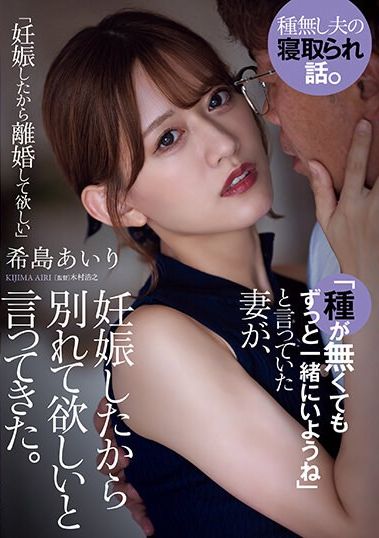 種無し夫の
寝取られ
話。
「妊娠したから離婚して欲しい」
希島あいり
KIJIMA AIRI [監督]木村浩之
「種が無くても
ずっと一緒にいようね」
と言っていた
妻が、
妊娠したから
別れて欲しいと
言ってきた。